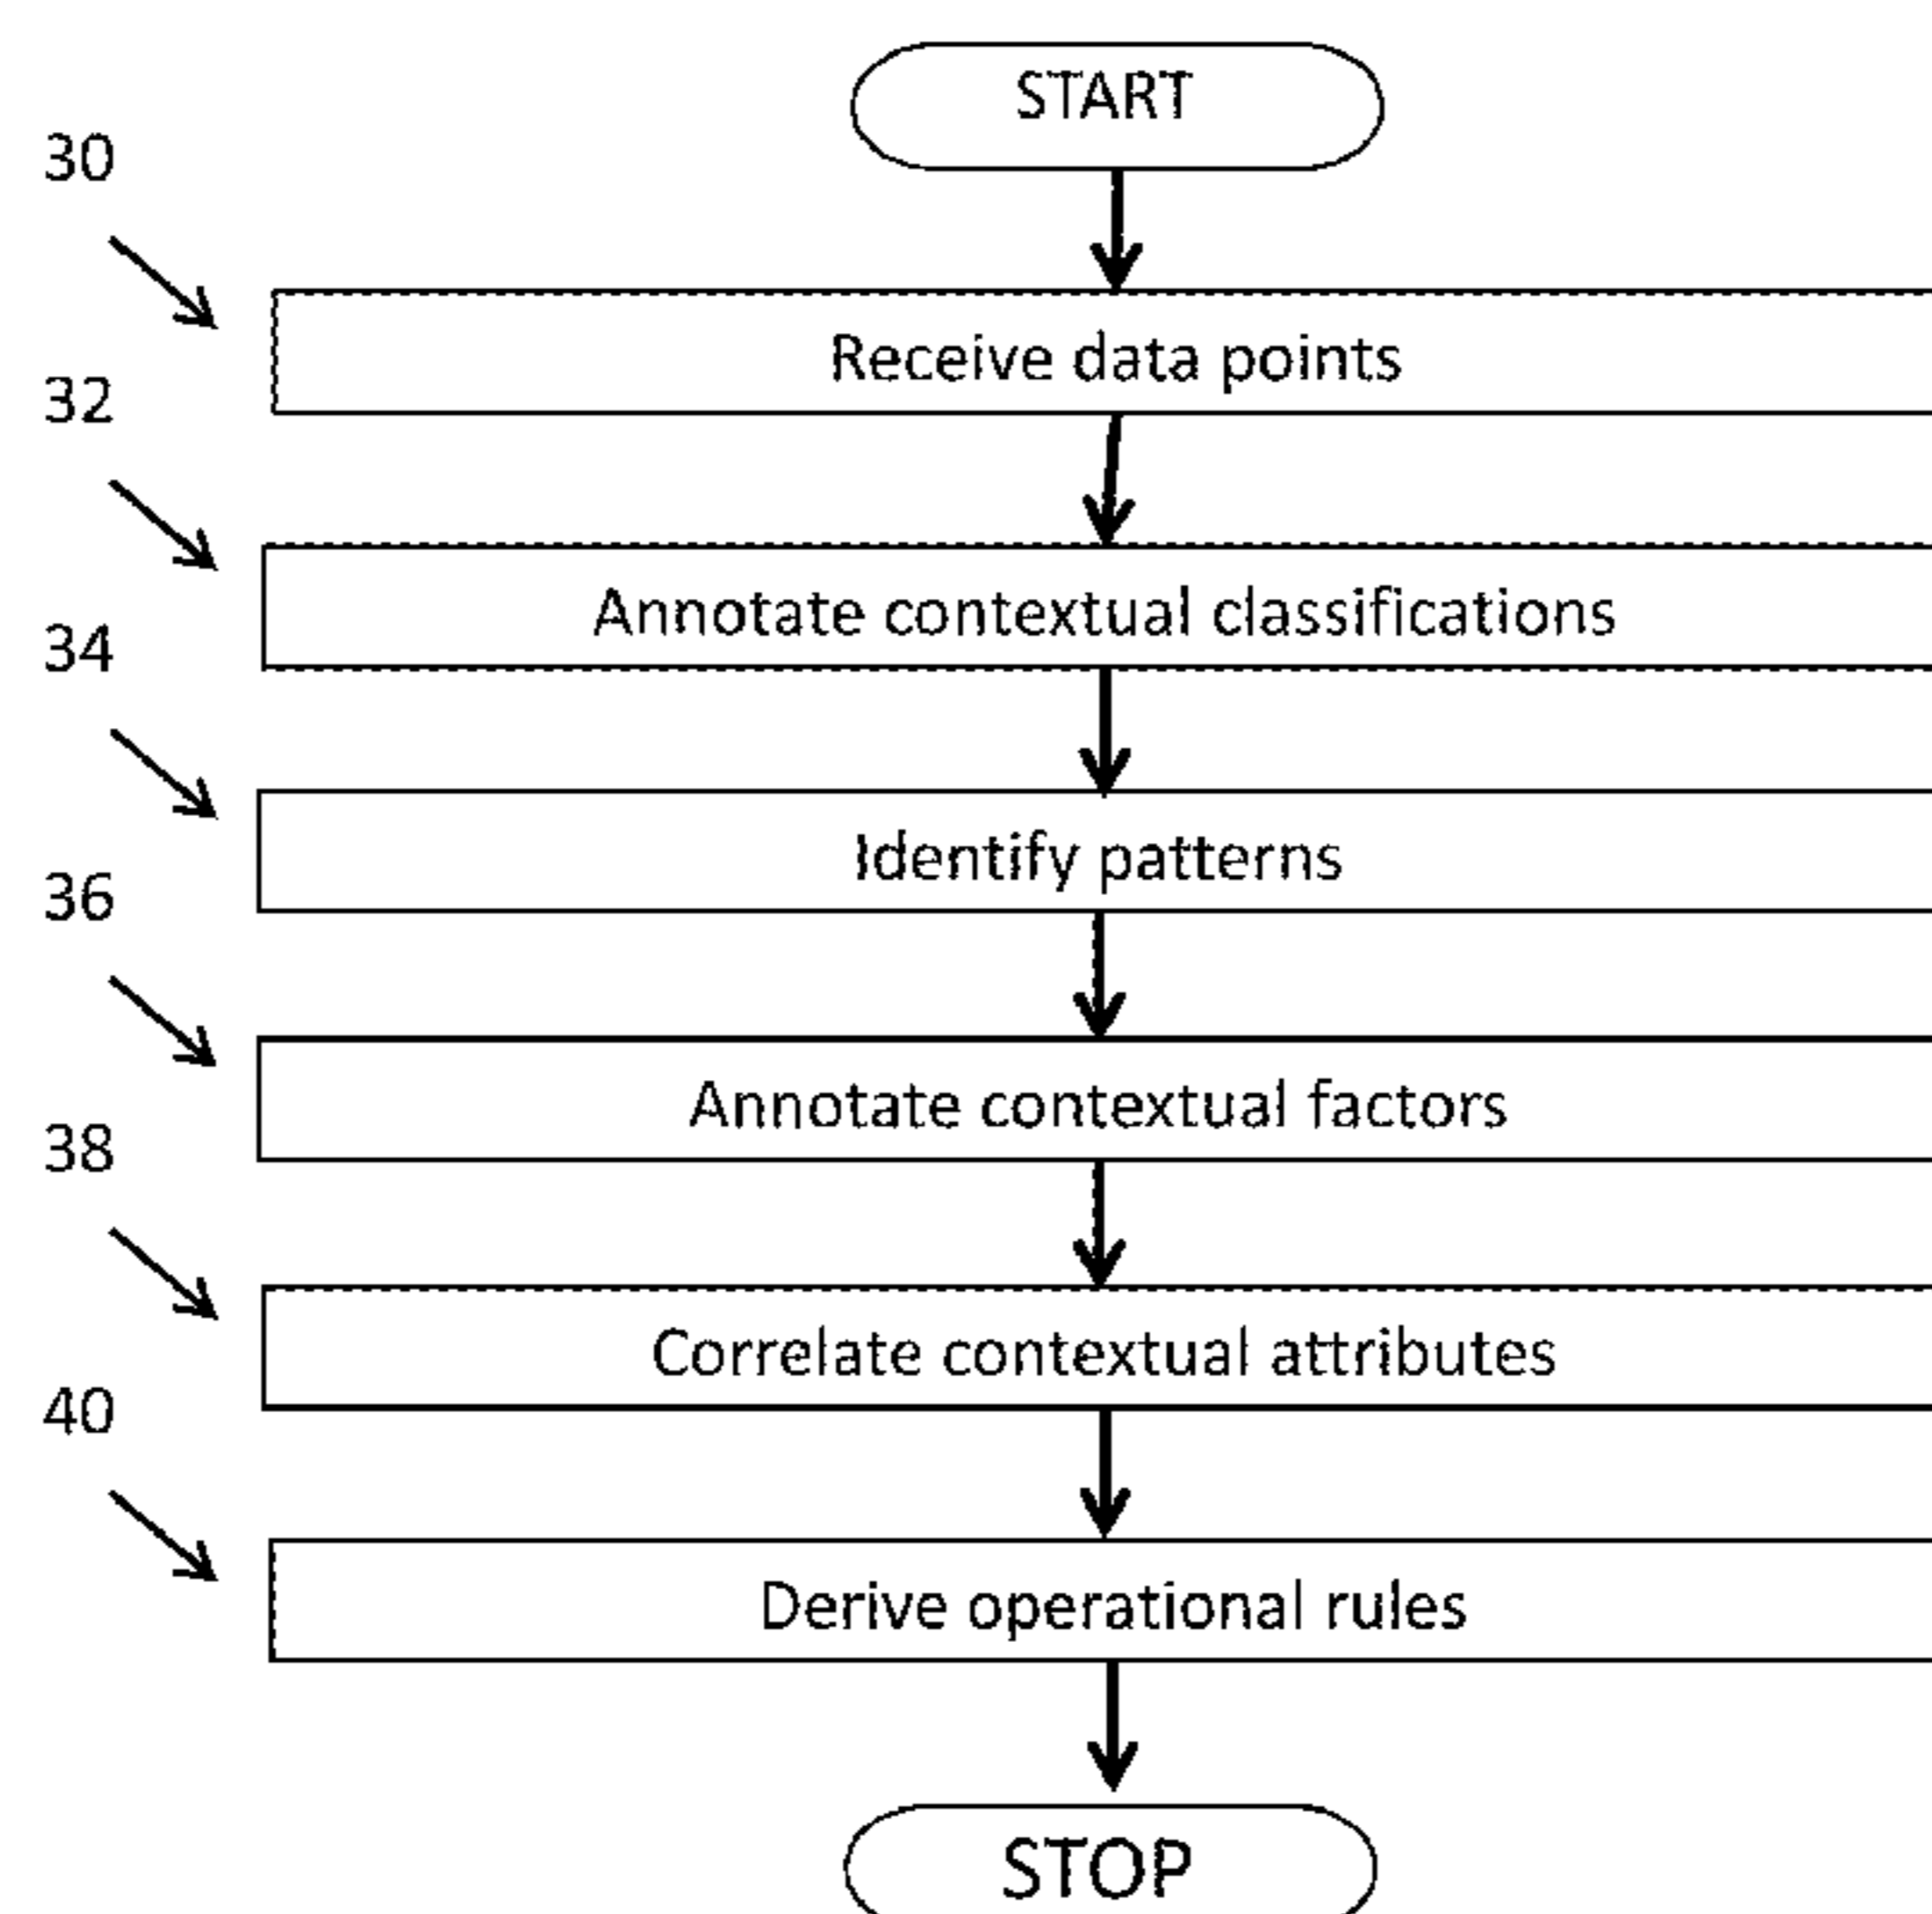 START
30
Receive data points
32
Annotate contextual classifications
34
Identify patterns
36
Annotate contextual factors
38
Correlate contextual attributes
40
Derive operational rules
STOP